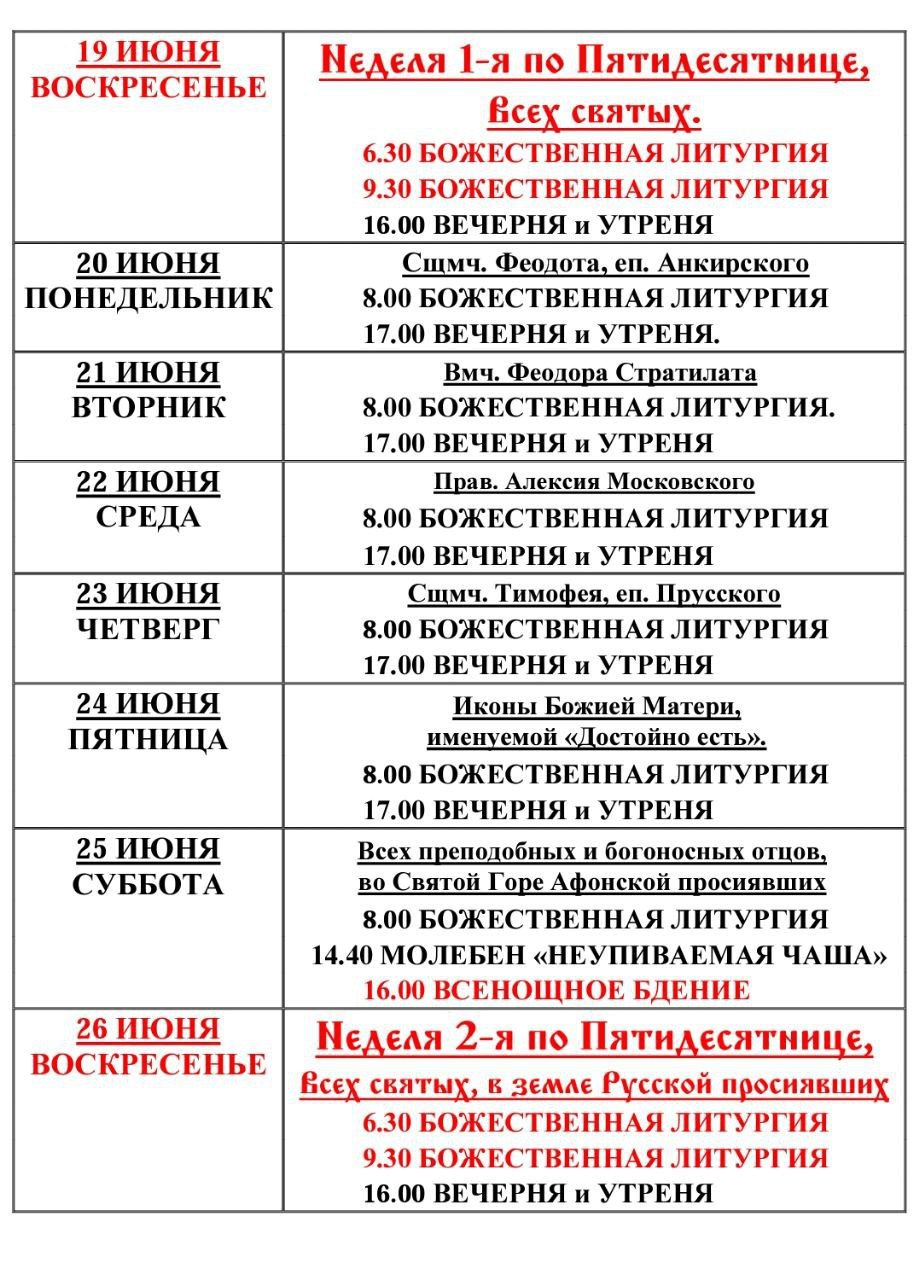 19 ИЮНЯ
ВОСКРЕСЕНЬЕ
Неделя 1-я по Пятидесятнице,
Всех святых.
6.30 БОЖЕСТВЕННАЯ ЛИТУРГИЯ
9.30 БОЖЕСТВЕННАЯ ЛИТУРГИЯ
16.00 ВЕЧЕРНЯ и УТРЕНЯ
20 ИЮНЯ
ПОНЕДЕЛЬНИК
Сщмч. Феодота, еп. Анкирского
8.00 БОЖЕСТВЕННАЯ ЛИТУРГИЯ
17.00 ВЕЧЕРНЯ и УТРЕНЯ.
21 ИЮНЯ
ВТОРНИК
Вмч. Феодора Стратилата
8.00 БОЖЕСТВЕННАЯ ЛИТУРГИЯ.
17.00 ВЕЧЕРНЯ и УТРЕНЯ
22 ИЮНЯ
СРЕДА
Прав. Алексия Московского
8.00 БОЖЕСТВЕННАЯ ЛИТУРГИЯ
17.00 ВЕЧЕРНЯ и УТРЕНЯ
23 ИЮНЯ
ЧЕТВЕРГ
Сщмч. Тимофея, еп. Прусского
8.00 БОЖЕСТВЕННАЯ ЛИТУРГИЯ
17.00 ВЕЧЕРНЯ и УТРЕНЯ
24 ИЮНЯ
ПЯТНИЦА
Иконы Божией Матери,
именуемой «Достойно есть».
8.00 БОЖЕСТВЕННАЯ ЛИТУРГИЯ
17.00 ВЕЧЕРНЯ и УТРЕНЯ
25 ИЮНЯ
СУББОТА
Всех преподобных и богоносных отцов,
во Святой Горе Афонской просиявших
8.00 БОЖЕСТВЕННАЯ ЛИТУРГИЯ
14.40 МОЛЕБЕН «НЕУПИВАЕМАЯ ЧАША»
16.00 ВСЕНОЩНОЕ БДЕНИЕ
26 ИЮНЯ
ВОСКРЕСЕНЬЕ
Неделя 2-я по Пятидесятнице,
Всех святых, в земле Русской просиявших
6.30 БОЖЕСТВЕННАЯ ЛИТУРГИЯ
9.30 БОЖЕСТВЕННАЯ ЛИТУРГИЯ
16.00 ВЕЧЕРНЯ и УТРЕНЯ